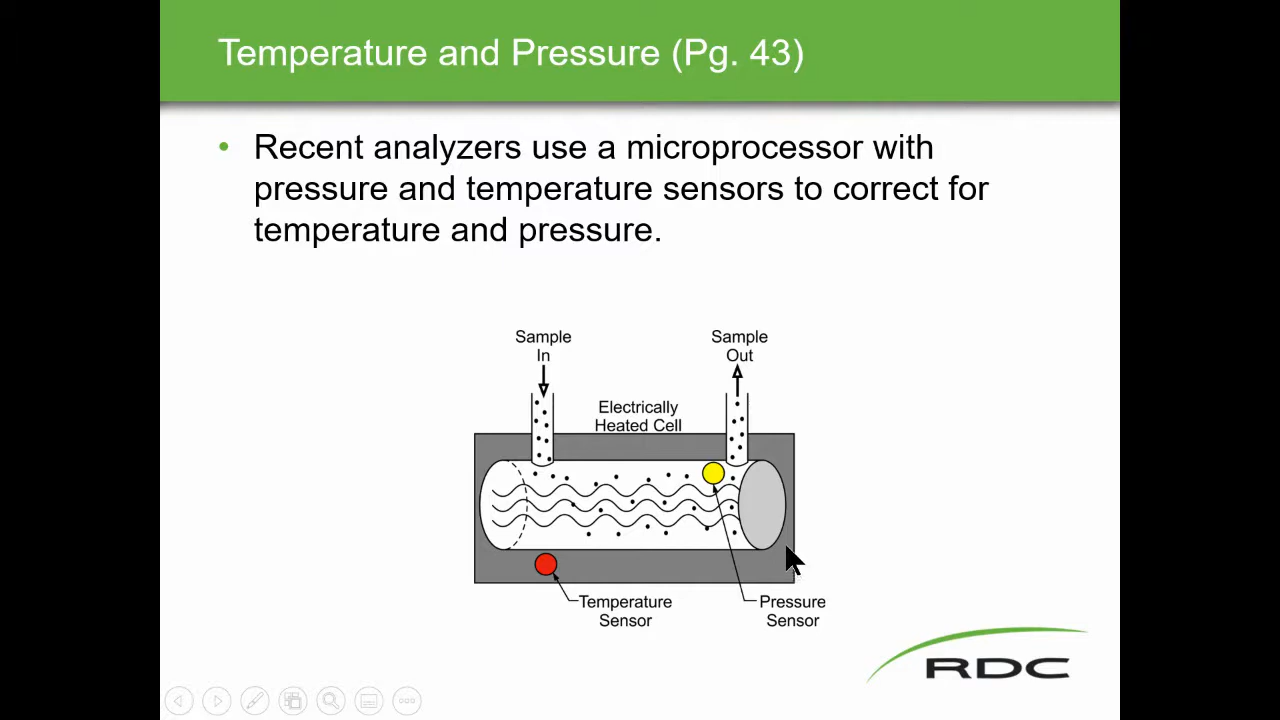 Temperature and Pressure (Pg. 43)
• Recent analyzers use a microprocessor with
pressure and temperature sensors to correct for
temperature and pressure.
Sample
In
Sample
Out
Electrically
Heated Cell
Temperature
Sensor
Pressure
Sensor
RDC